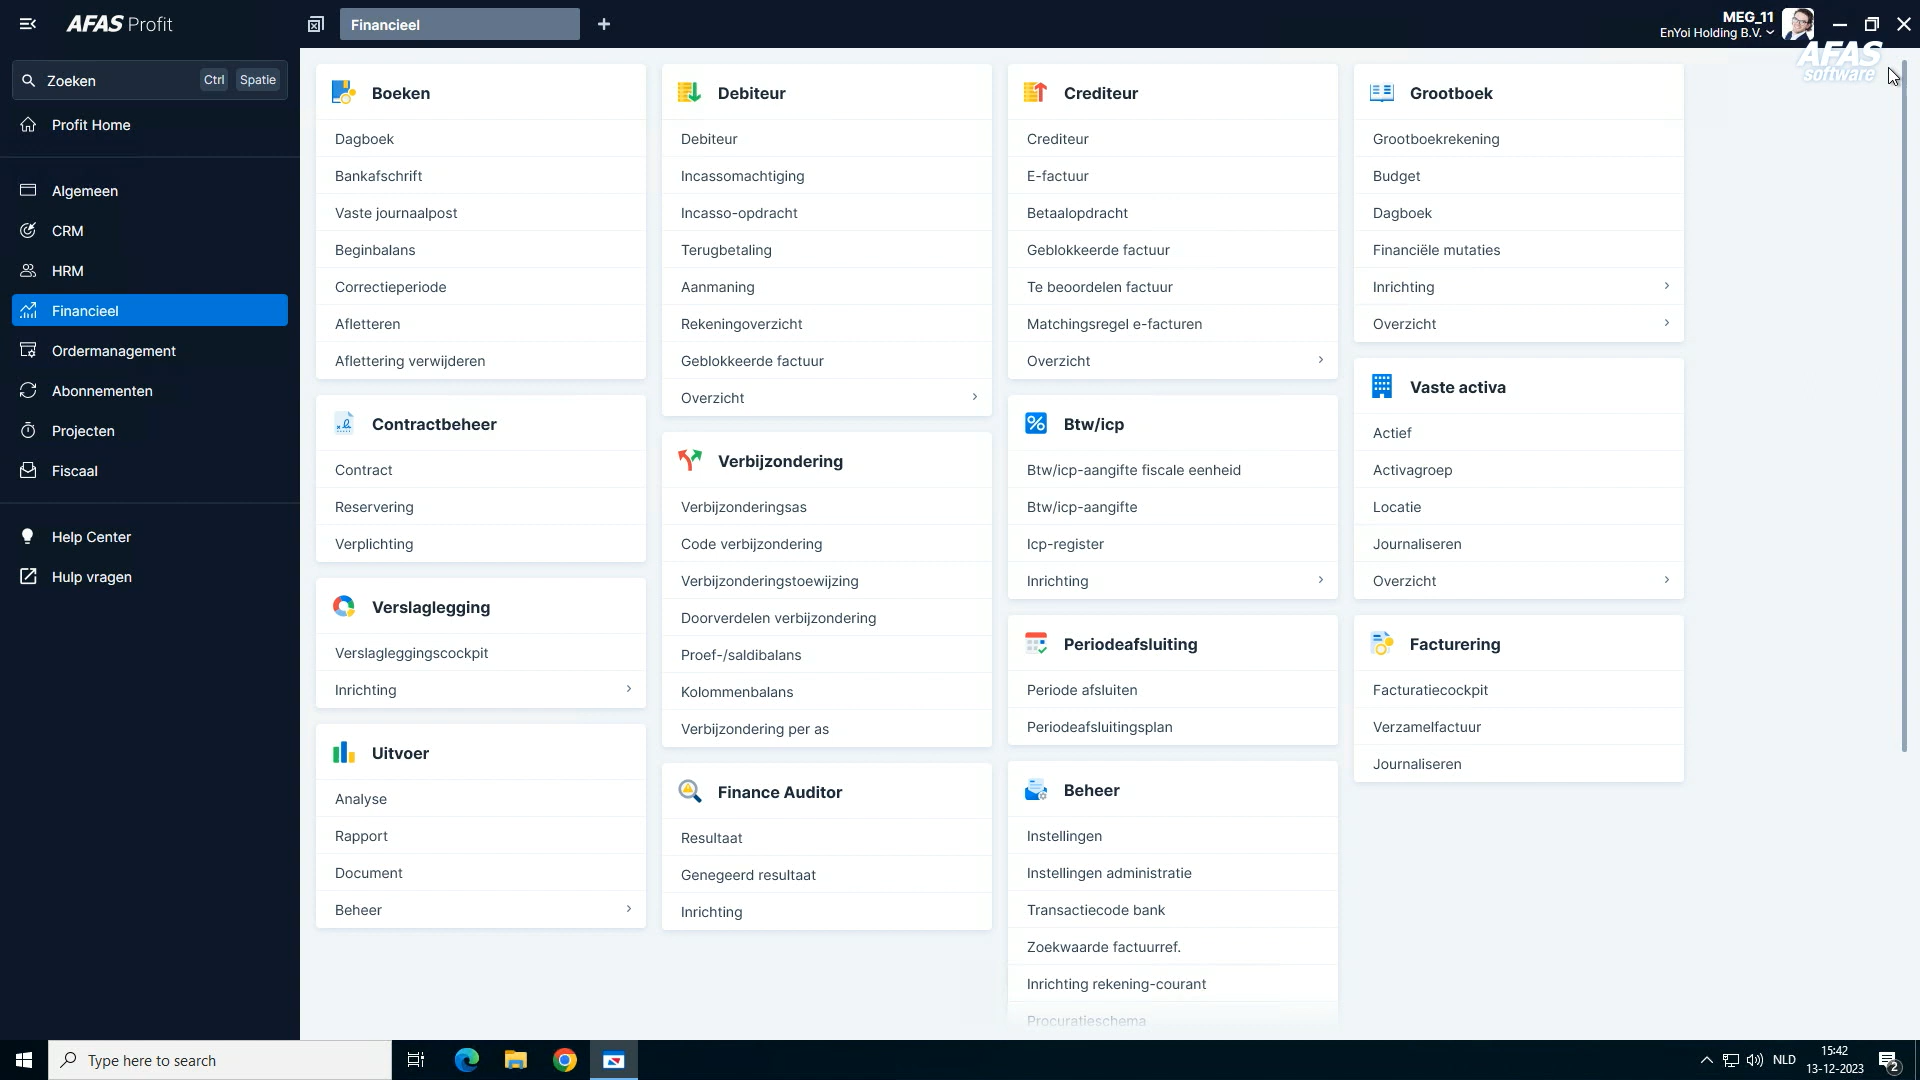 AFAS Profit
Financieel
MEG_11
EnYoi Holding B.V.
AFAS
software
Zoeken
Ctrl
Spatie
Profit Home
Algemeen
CRM
HRM
Financieel
Ordermanagement
Abonnementen
Projecten
Fiscaal
Help Center
Hulp vragen
Boeken
Dagboek
Bankafschrift
Vaste journaalpost
Beginbalans
Correctieperiode
Afletteren
Aflettering verwijderen
Contractbeheer
Contract
Reservering
Verplichting
Verslaglegging
Verslagleggingscockpit
Inrichting
Uitvoer
Analyse
Rapport
Document
Beheer
Debiteur
Debiteur
Incassomachtiging
Incasso-opdracht
Terugbetaling
Aanmaning
Rekeningoverzicht
Geblokkeerde factuur
Overzicht
Verbijzondering
Verbijzonderingsas
Code verbijzondering
Verbijzonderingstoewijzing
Doorverdelen verbijzondering
Proef-/saldibalans
Kolommenbalans
Verbijzondering per as
Finance Auditor
Resultaat
Genegeerd resultaat
Inrichting
Crediteur
Crediteur
E-factuur
Betaalopdracht
Geblokkeerde factuur
Te beoordelen factuur
Matchingsregel e-facturen
Overzicht
Btw/icp
Btw/icp-aangifte fiscale eenheid
Btw/icp-aangifte
Icp-register
Inrichting
Periodeafsluiting
Periode afsluiten
Periodeafsluitingsplan
Beheer
Instellingen
Instellingen administratie
Transactiecode bank
Zoekwaarde factuurref.
Inrichting rekening-courant
Procuratieschema
Grootboek
Grootboekrekening
Budget
Dagboek
Financiële mutaties
Inrichting
Overzicht
Vaste activa
Actief
Activagroep
Locatie
Journaliseren
Overzicht
Facturering
Facturatiecockpit
Verzamelfactuur
Journaliseren
Type here to search
NLD
15:42
13-12-2023
2